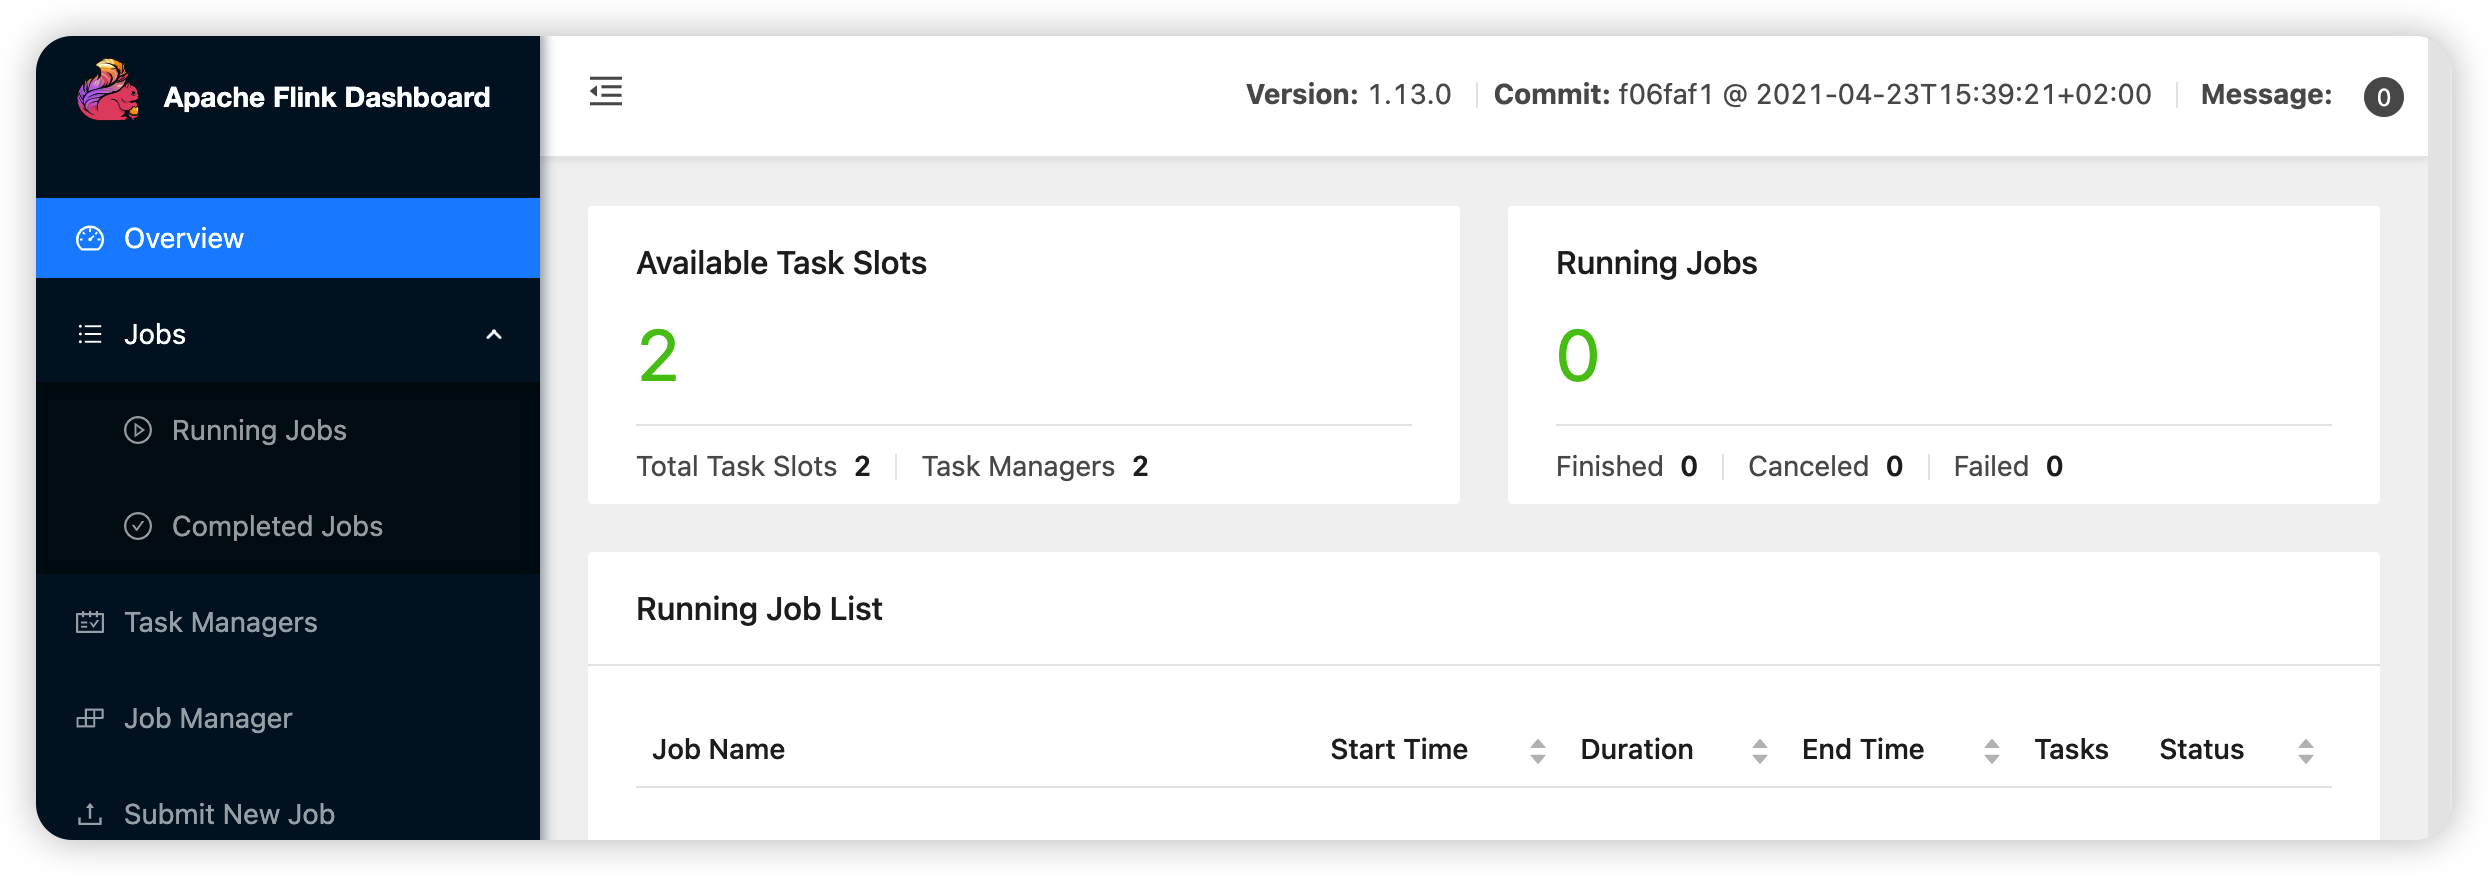 Apache Flink Dashboard
Version: 1.13.0 Commit: f06faf1 @ 2021-04-23T15:39:21+02:00 Message: 0
Overview
Jobs
Running Jobs
Completed Jobs
Task Managers
Job Manager
Submit New Job
Available Task Slots
2
Total Task Slots 2 Task Managers 2
Running Jobs
0
Finished 0 Canceled 0 Failed 0
Running Job List
Job Name Start Time Duration End Time Tasks Status